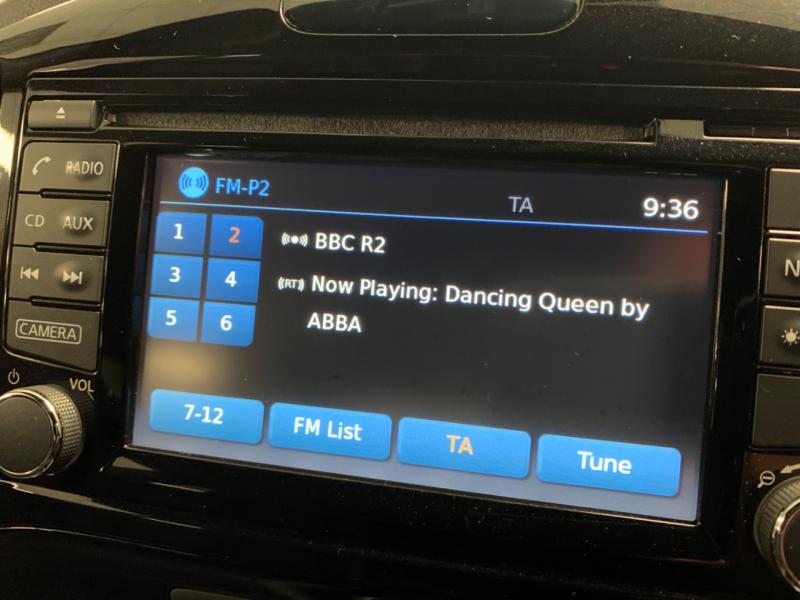 RADIO
CD AUX
CAMERA
VOL
FM-P2 TA 9:36
1 2
3 4
5 6
BBC R2
(RT) Now Playing: Dancing Queen by
ABBA
7-12 FM List TA Tune
N